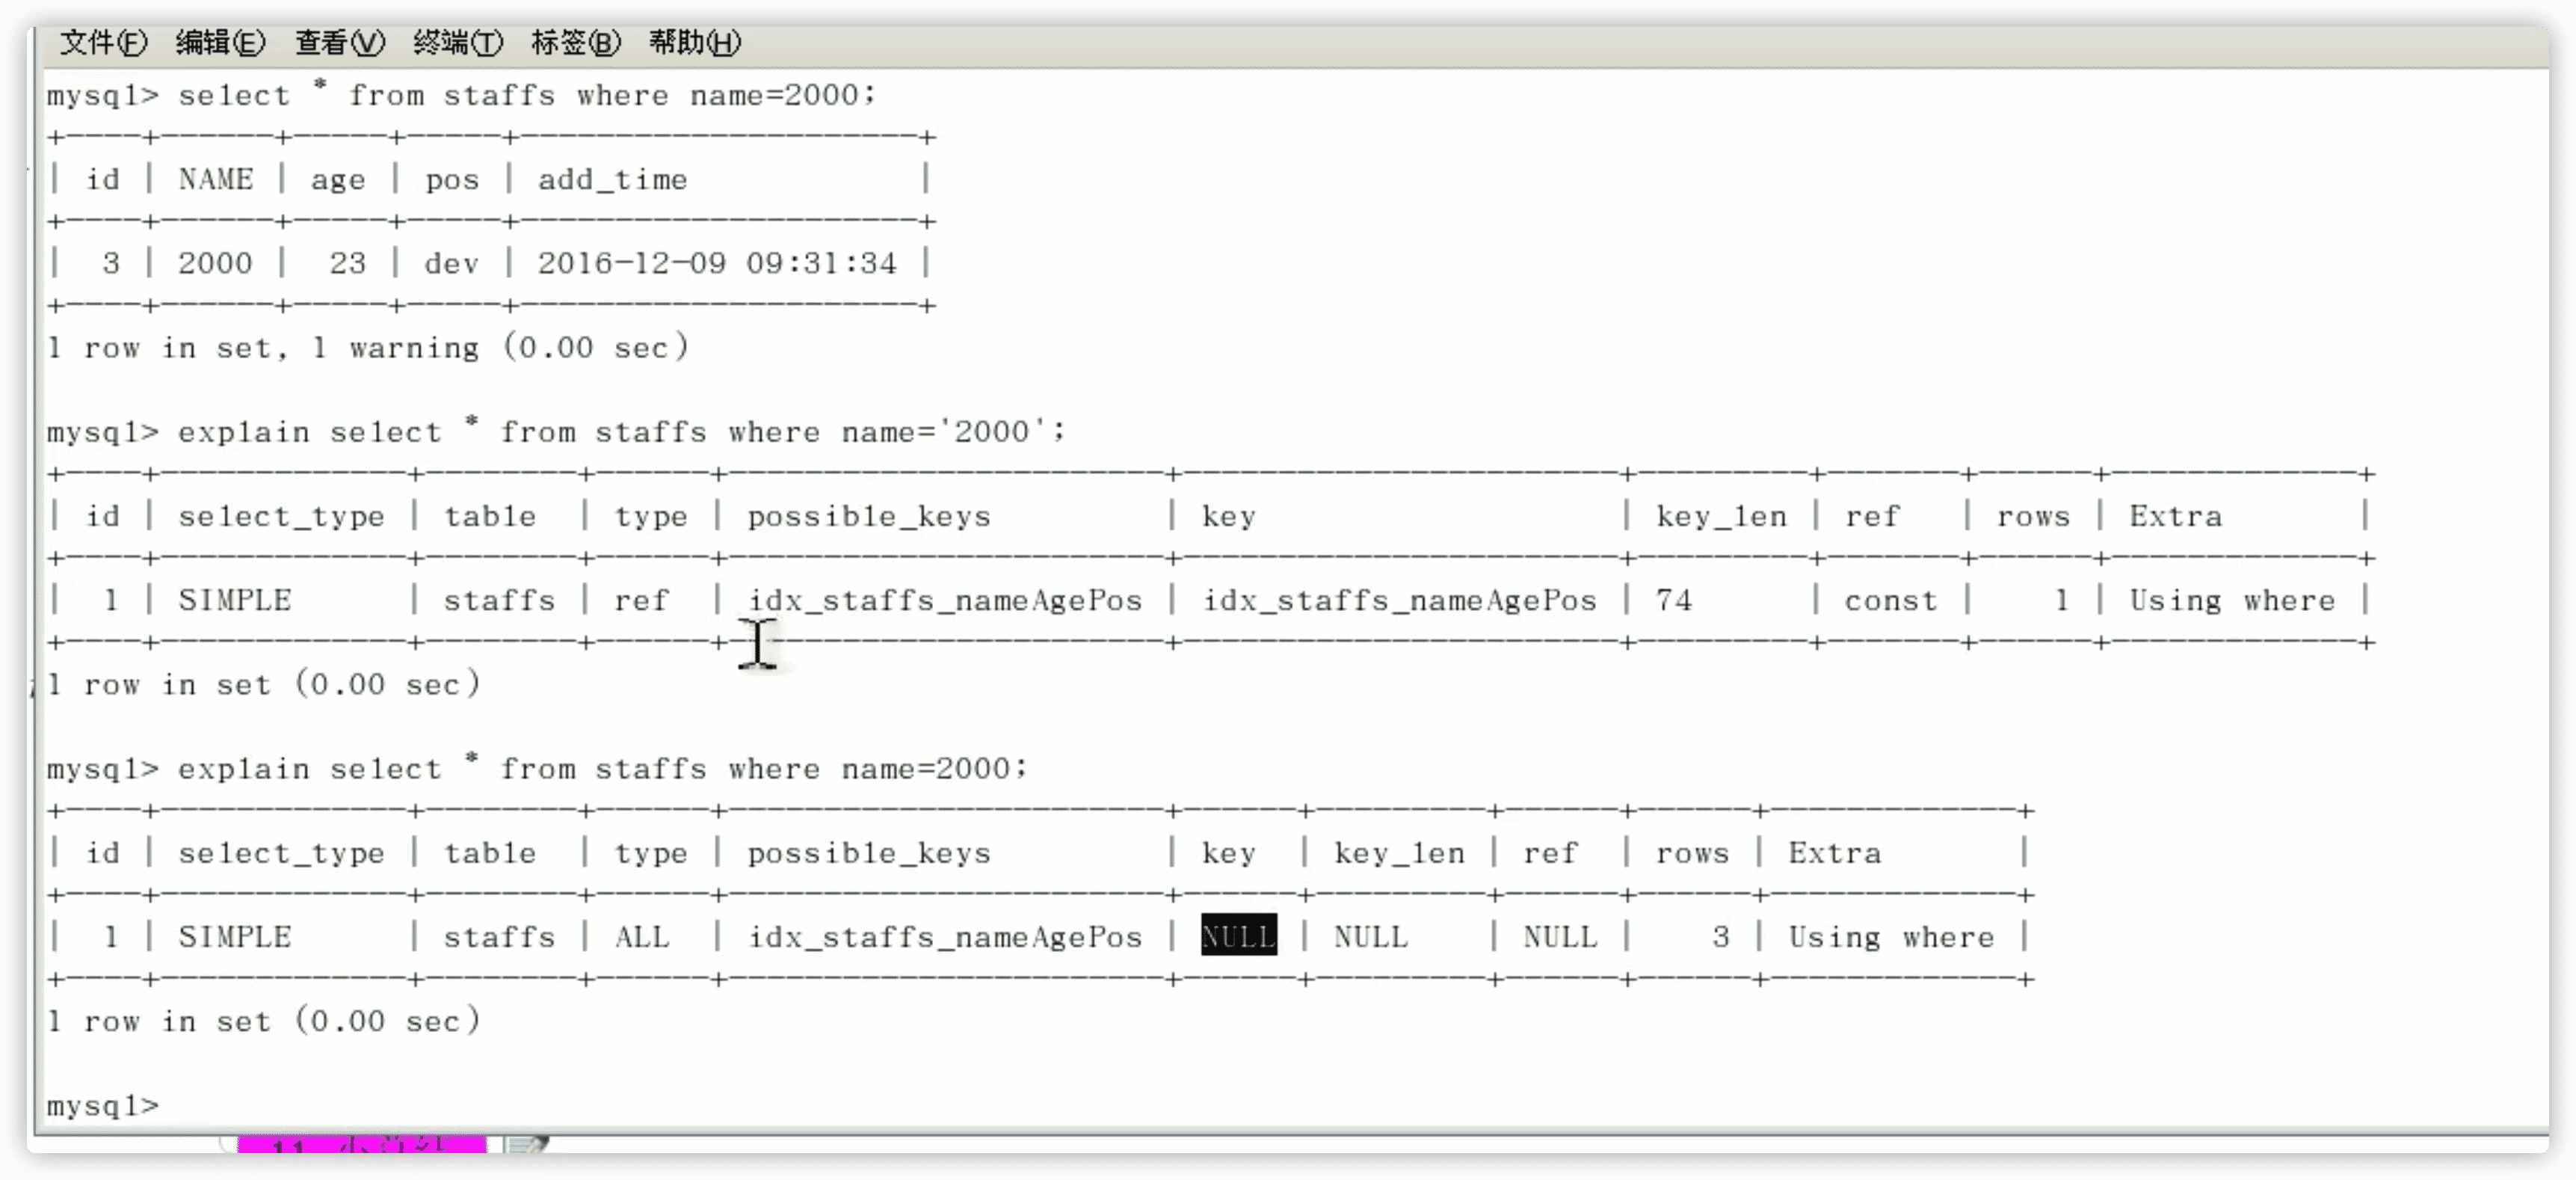 文件(F) 编辑(E) 查看(V) 终端(T) 标签(B) 帮助(H)
mysql> select * from staffs where name=2000;
+----+------+-----+-----+---------------------+
| id | NAME | age | pos | add_time            |
+----+------+-----+-----+---------------------+
|  3 | 2000 |  23 | dev | 2016-12-09 09:31:34 |
+----+------+-----+-----+---------------------+
1 row in set, 1 warning (0.00 sec)
mysql> explain select * from staffs where name='2000';
+----+-------------+--------+------+-----------------------+-----------------------+---------+-------+------+-------------+
| id | select_type | table  | type | possible_keys         | key                   | key_len | ref   | rows | Extra       |
+----+-------------+--------+------+-----------------------+-----------------------+---------+-------+------+-------------+
|  1 | SIMPLE      | staffs | ref  | idx_staffs_nameAgePos | idx_staffs_nameAgePos | 74      | const |    1 | Using where |
+----+-------------+--------+------+-----------------------+-----------------------+---------+-------+------+-------------+
1 row in set (0.00 sec)
mysql> explain select * from staffs where name=2000;
+----+-------------+--------+------+-----------------------+------+---------+------+------+-------------+
| id | select_type | table  | type | possible_keys         | key  | key_len | ref  | rows | Extra       |
+----+-------------+--------+------+-----------------------+------+---------+------+------+-------------+
|  1 | SIMPLE      | staffs | ALL  | idx_staffs_nameAgePos | NULL | NULL    | NULL |    3 | Using where |
+----+-------------+--------+------+-----------------------+------+---------+------+------+-------------+
1 row in set (0.00 sec)
mysql>